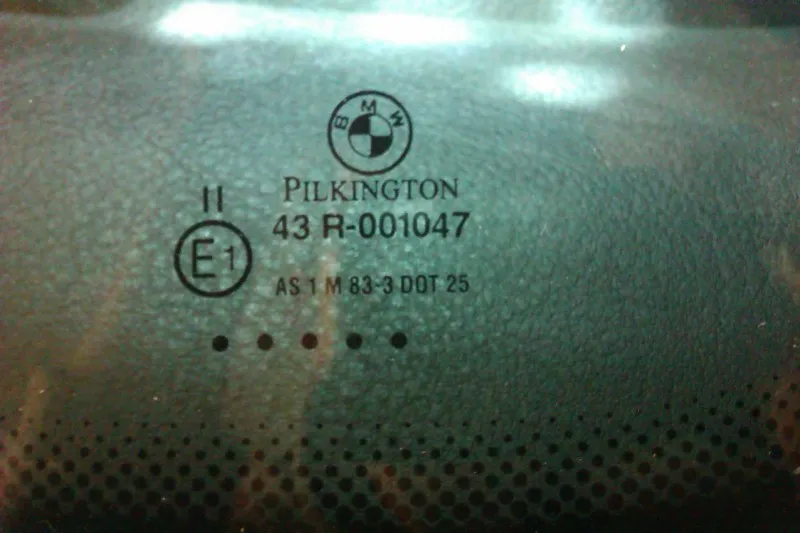 BMW
PILKINGTON
II
43 R-001047
E1
AS 1 M 83-3 DOT 25